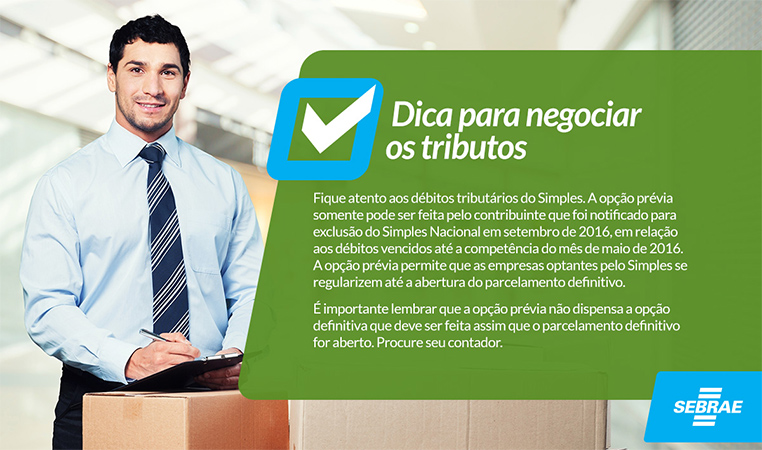 Dica para negociar
os tributos
Fique atento aos débitos tributários do Simples. A opção prévia
somente pode ser feita pelo contribuinte que foi notificado para
exclusão do Simples Nacional em setembro de 2016, em relação
aos débitos vencidos até a competência do mês de maio de 2016.
A opção prévia permite que as empresas optantes pelo Simples se
regularizem até a abertura do parcelamento definitivo.
É importante lembrar que a opção prévia não dispensa a opção
definitiva que deve ser feita assim que o parcelamento definitivo
for aberto. Procure seu contador.
SEBRAE